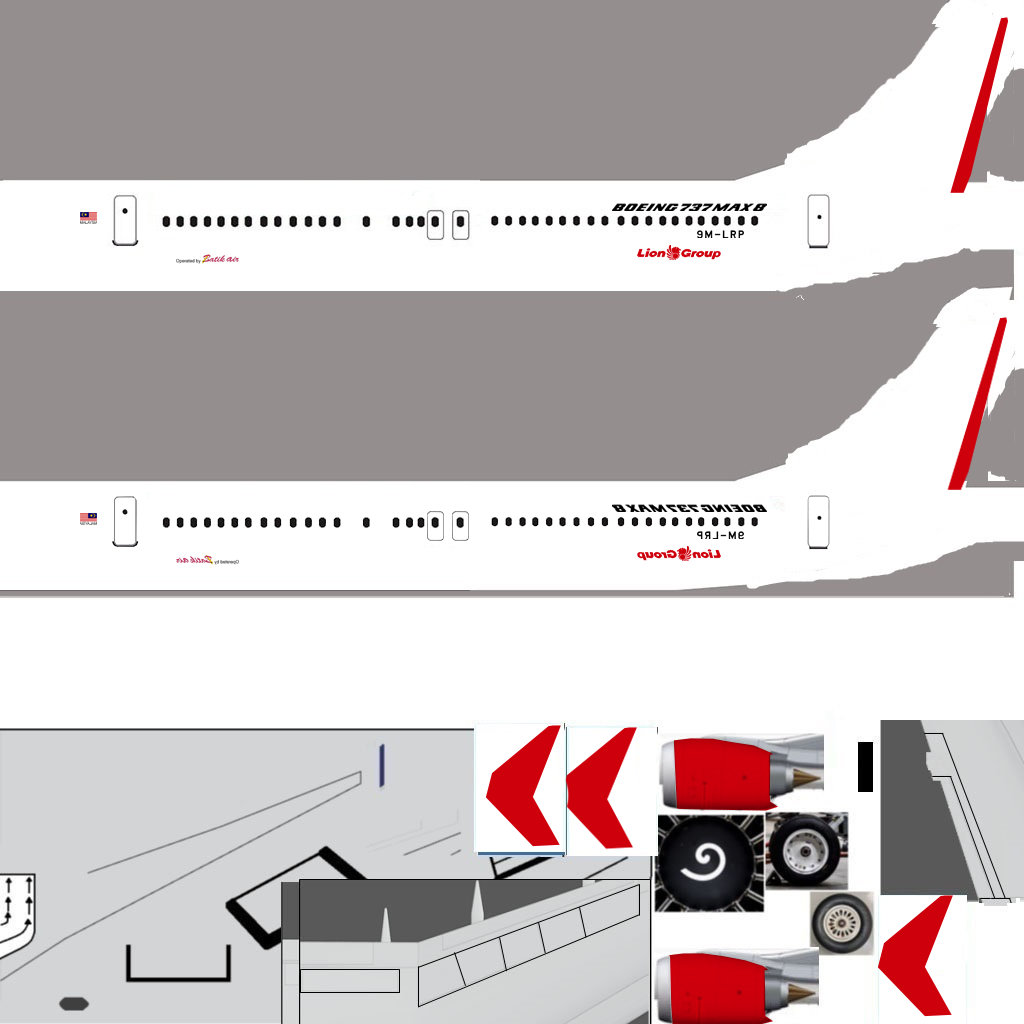 BOEING 737 MAX 8
MALAYSIA
9M-LRP
Lion Group
Operated by Batik air
BOEING 737 MAX 8
MALAYSIA
9M-LRP
Lion Group
Operated by Batik air